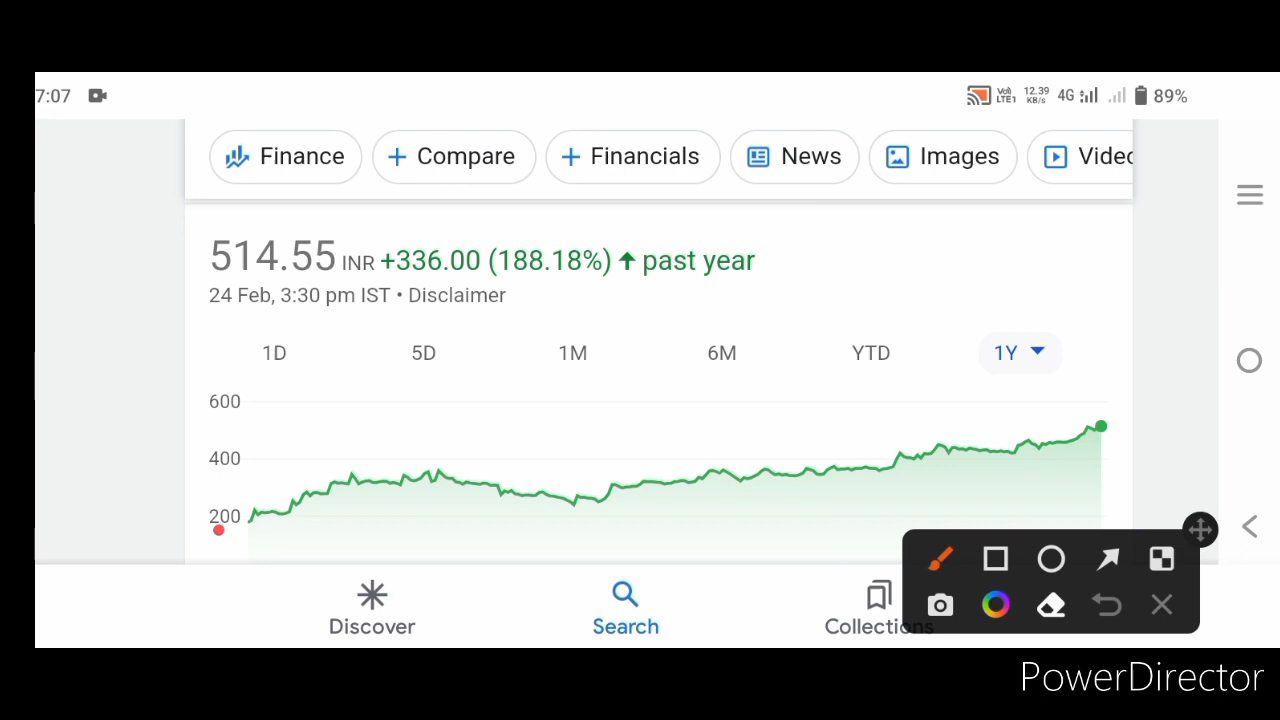 7:07 Vol) LTE1 12.39 KB/s 4G 89%
Finance Compare Financials News Images Videc
514.55 INR +336.00 (188.18%) past year
24 Feb, 3:30 pm IST • Disclaimer
1D 5D 1M 6M YTD 1Y
600
400
200
Discover Search Collections
PowerDirector